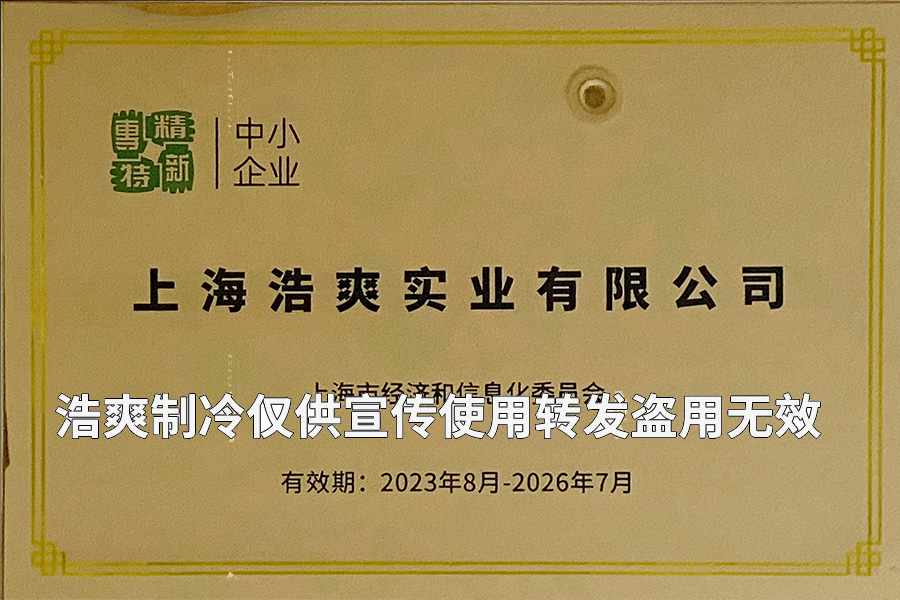 專精特新
中小
企业
上海浩爽实业有限公司
上海市经济和信息化委员会
浩爽制冷仅供宣传使用转发盗用无效
有效期：2023年8月-2026年7月